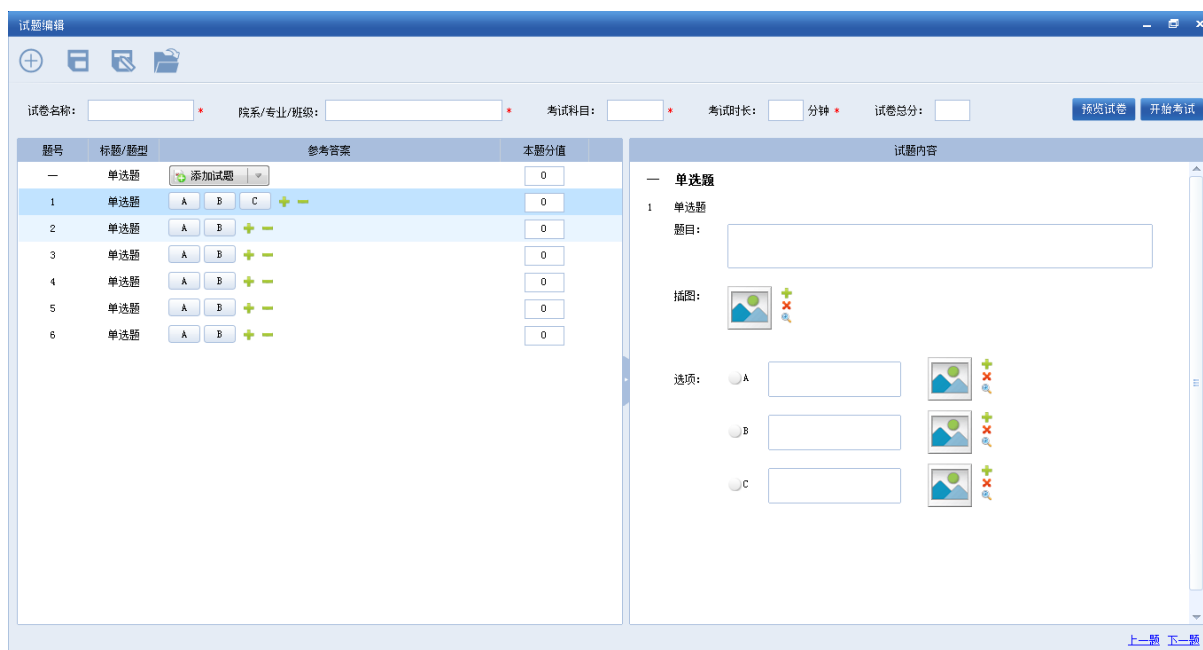 试题编辑
试卷名称: * 院系/专业/班级: * 考试科目: * 考试时长: 分钟 * 试卷总分: 预览试卷 开始考试
题号 标题/题型 参考答案 本题分值 试题内容
一 单选题 添加试题 0
1 单选题 A B C 0
2 单选题 A B 0
3 单选题 A B 0
4 单选题 A B 0
5 单选题 A B 0
6 单选题 A B 0
一 单选题
1 单选题
题目:
插图:
选项: A
B
C
上一题 下一题